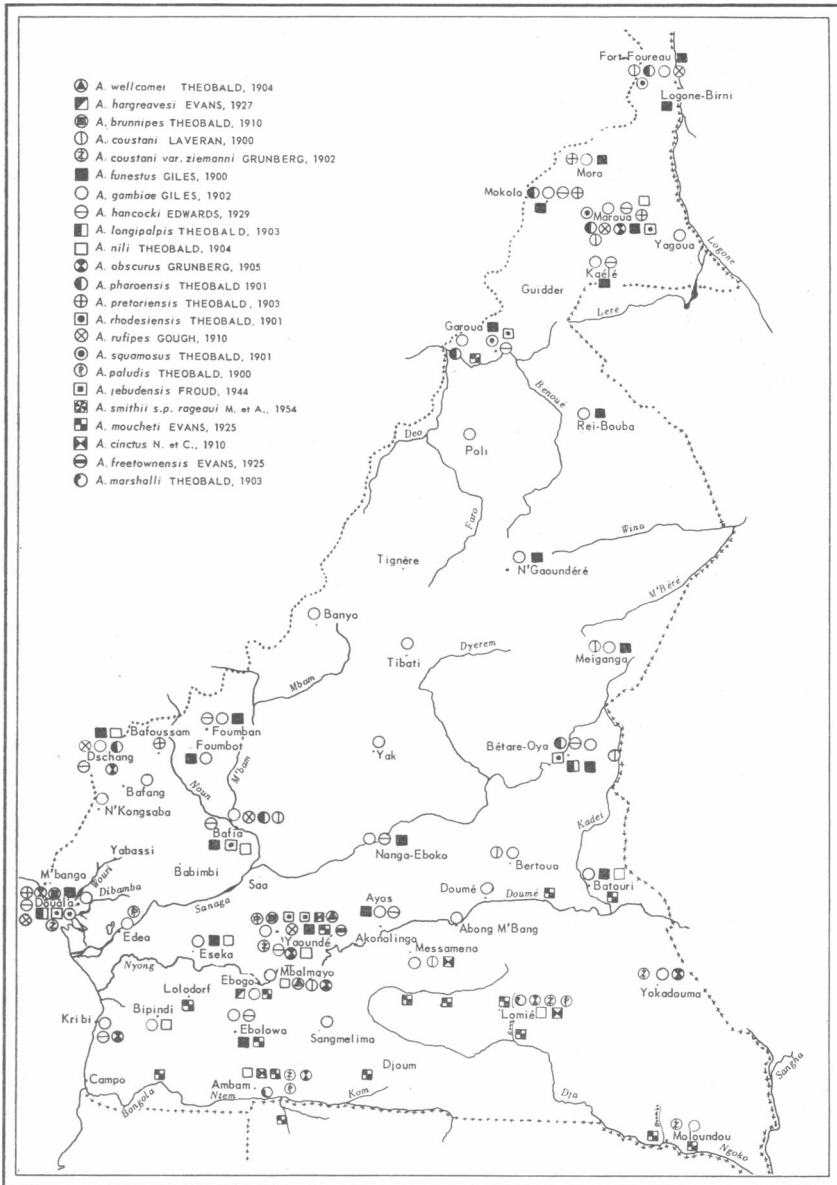 A. wellcomei THEOBALD, 1904
A. hargreavesi EVANS, 1927
A. brunnipes THEOBALD, 1910
A. coustani LAVERAN, 1900
A. coustani var. ziemanni GRUNBERG, 1902
A. funestus GILES, 1900
A. gambiae GILES, 1902
A. hancocki EDWARDS, 1929
A. longipalpis THEOBALD, 1903
A. nili THEOBALD, 1904
A. obscurus GRUNBERG, 1905
A. pharoensis THEOBALD 1901
A. pretoriensis THEOBALD, 1903
A. rhodesiensis THEOBALD, 1901
A. rufipes GOUGH, 1910
A. squamosus THEOBALD, 1901
A. paludis THEOBALD, 1900
A. jebudensis FROUD, 1944
A. smithii s.p. rageaui M. et A., 1954
A. moucheti EVANS, 1925
A. cinctus N. et C., 1910
A. freetownensis EVANS, 1925
A. marshalli THEOBALD, 1903
Fort-Foureau
Logone-Birni
Mora
Mokolo
Maroua
Yagoua
Logone
Kaélé
Guidder
Leré
Garoua
Bénoué
Rei-Bouba
Deo
Poli
Faro
Wina
Tignère
N'Gaoundéré
M'Béré
Banyo
Tibati
Dyerem
Meiganga
Mbam
Bafoussam
Foumban
Dschang
Foumbot
Yak
Bétare-Oya
M'bam
Noun
Bafang
N'Kongsaba
Kadei
Bafia
Nanga-Eboko
Bertoua
Yabassi
Babimbi
M'banga
Wouri
Dibamba
Saa
Batouri
Doumé
Doumé
Douala
Sanaga
Ayos
Edea
Yaoundé
Akonolingo
Abong M'Bang
Eseka
Messamena
Nyong
Mbalmayo
Ebogo
Yokadouma
Lolodorf
Lomié
Kribi
Bipindi
Ebolowa
Sangmelima
Djoum
Sangha
Campo
Ambam
Ntem
Kom
Dja
Bongola
Moloundou
Ngoko